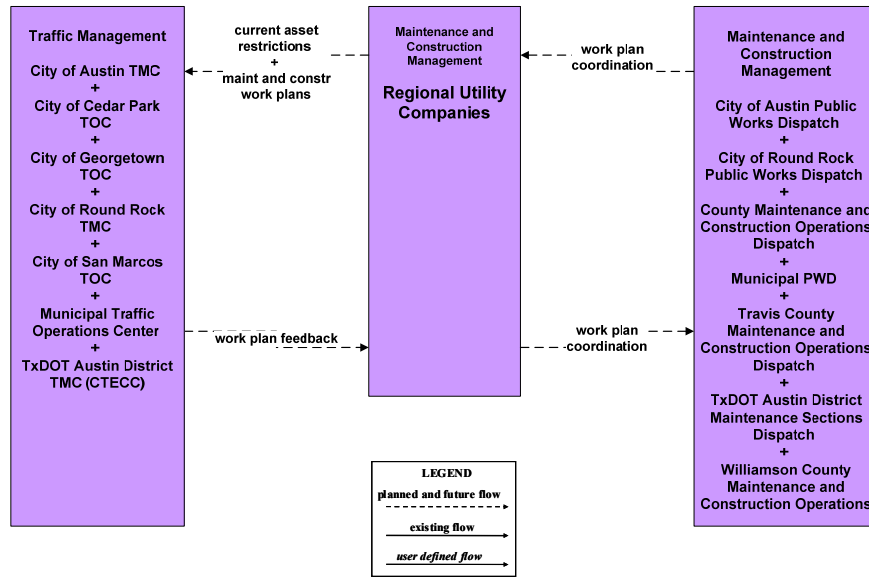 Traffic Management
City of Austin TMC
+
City of Cedar Park
TOC
+
City of Georgetown
TOC
+
City of Round Rock
TMC
+
City of San Marcos
TOC
+
Municipal Traffic
Operations Center
+
TxDOT Austin District
TMC (CTECC)
current asset
restrictions
+
maint and constr
work plans
work plan feedback
Maintenance and
Construction
Management
Regional Utility
Companies
work plan
coordination
work plan
coordination
Maintenance and
Construction
Management
City of Austin Public
Works Dispatch
+
City of Round Rock
Public Works Dispatch
+
County Maintenance and
Construction Operations
Dispatch
+
Municipal PWD
+
Travis County
Maintenance and
Construction Operations
Dispatch
+
TxDOT Austin District
Maintenance Sections
Dispatch
+
Williamson County
Maintenance and
Construction Operations
LEGEND
planned and future flow
existing flow
user defined flow